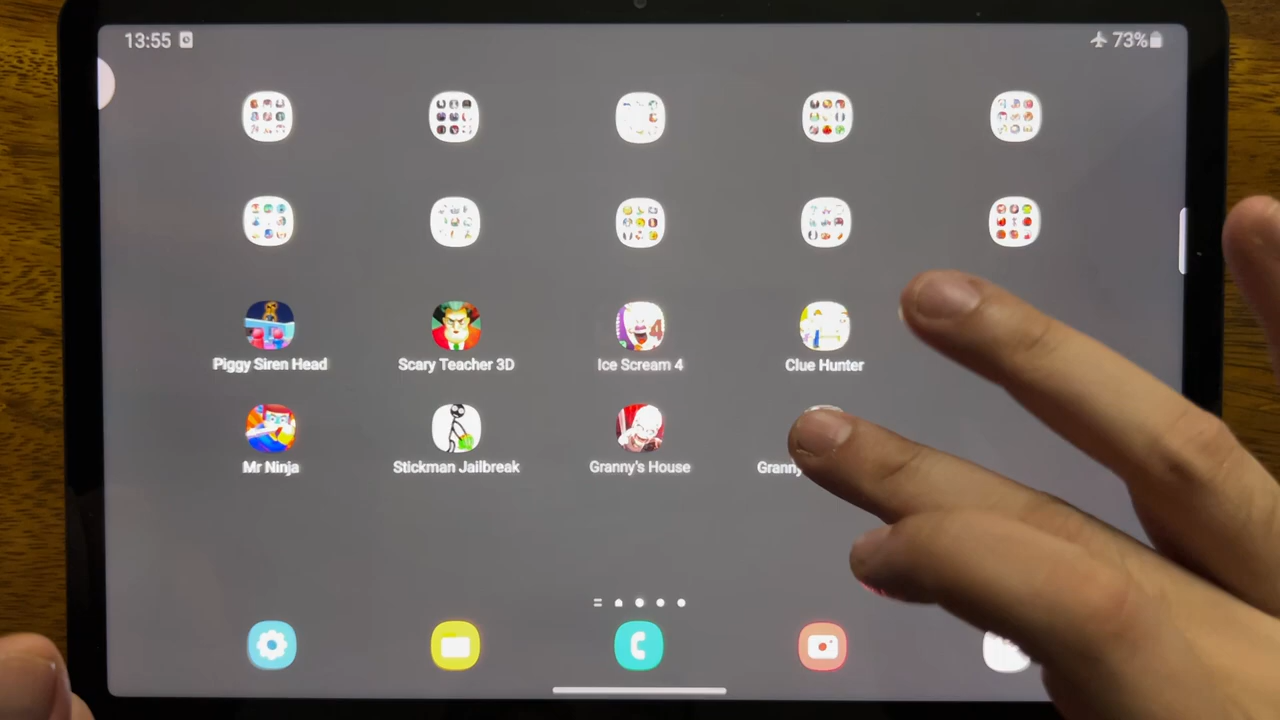 13:55
73%
Piggy Siren Head
Scary Teacher 3D
Ice Scream 4
Clue Hunter
Mr Ninja
Stickman Jailbreak
Granny's House
Granny